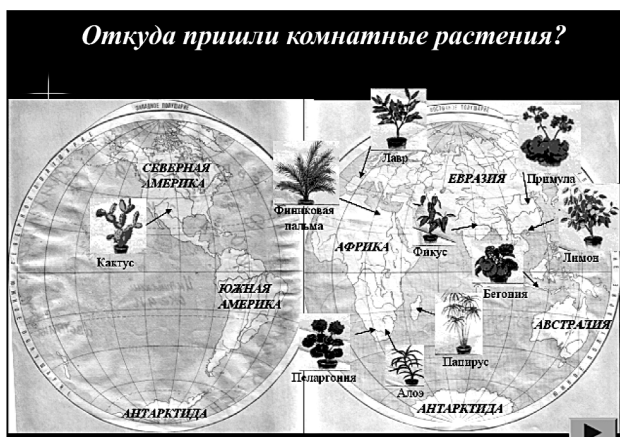 Откуда пришли комнатные растения?
СЕВЕРНАЯ
АМЕРИКА
Кактус
ЮЖНАЯ
АМЕРИКА
АНТАРКТИДА
Лавр
ЕВРАЗИЯ
Примула
Финиковая
пальма
АФРИКА
Фикус
Лимон
Бегония
АВСТРАЛИЯ
Пеларгония
Алоэ
Папирус
АНТАРКТИДА